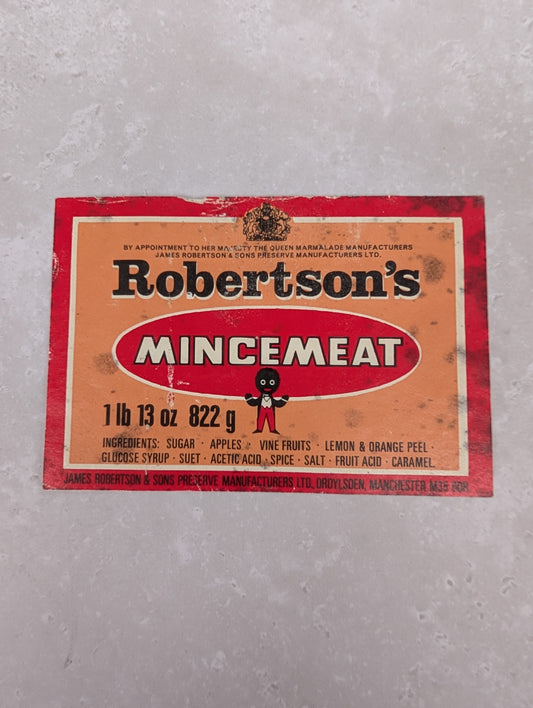 BY APPOINTMENT TO HER MAJESTY THE QUEEN MARMALADE MANUFACTURERS
JAMES ROBERTSON & SONS PRESERVE MANUFACTURERS LTD.
Robertson's
MINCEMEAT
1 lb 13 oz 822 g
INGREDIENTS: SUGAR · APPLES · VINE FRUITS · LEMON & ORANGE PEEL ·
GLUCOSE SYRUP · SUET · ACETIC ACID · SPICE · SALT · FRUIT ACID · CARAMEL.
JAMES ROBERTSON & SONS PRESERVE MANUFACTURERS LTD, DROYLSDEN, MANCHESTER